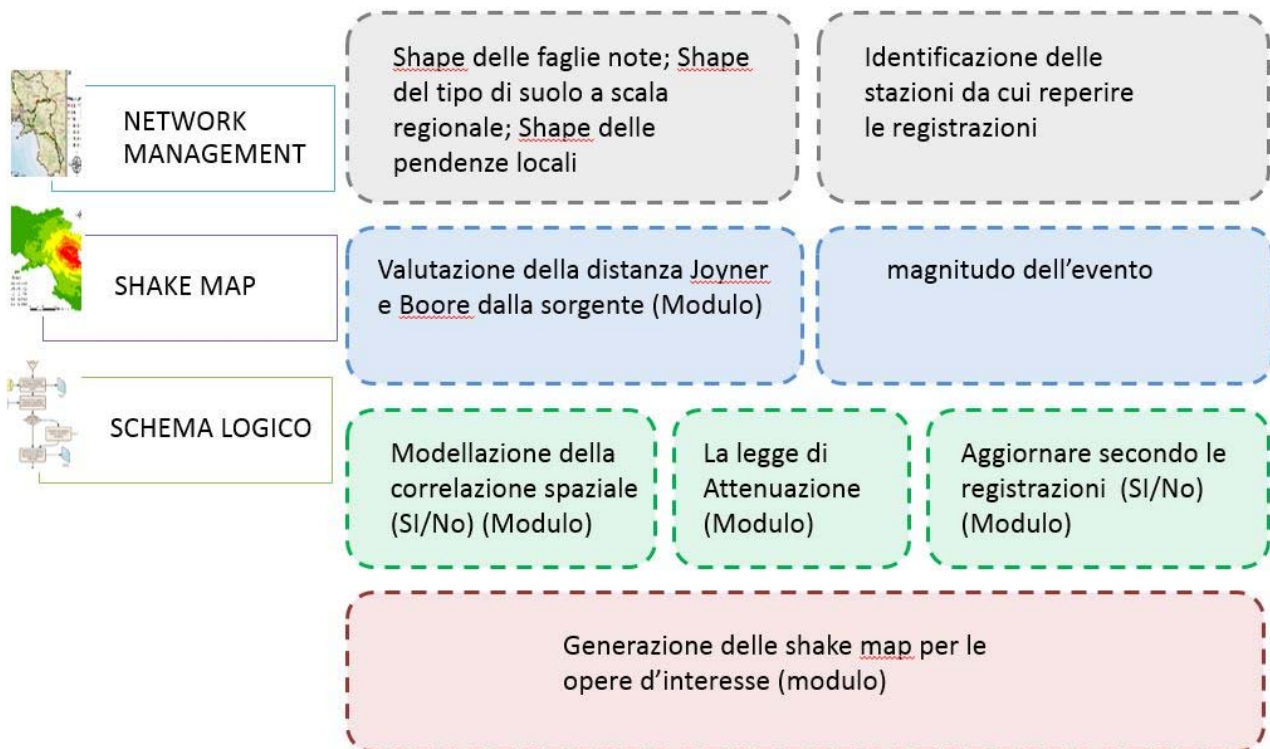 NETWORK
MANAGEMENT
SHAKE MAP
SCHEMA LOGICO
Shape delle faglie note; Shape
del tipo di suolo a scala
regionale; Shape delle
pendenze locali
Identificazione delle
stazioni da cui reperire
le registrazioni
Valutazione della distanza Joyner
e Boore dalla sorgente (Modulo)
magnitudo dell’evento
Modellazione della
correlazione spaziale
(SI/No) (Modulo)
La legge di
Attenuazione
(Modulo)
Aggiornare secondo le
registrazioni (SI/No)
(Modulo)
Generazione delle shake map per le
opere d’interesse (modulo)